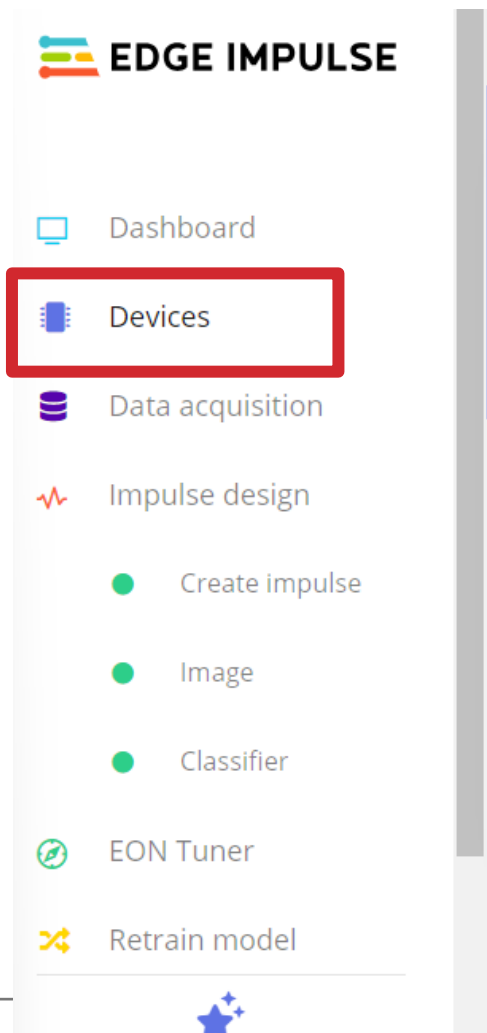 EDGE IMPULSE
Dashboard
Devices
Data acquisition
Impulse design
Create impulse
Image
Classifier
EON Tuner
Retrain model